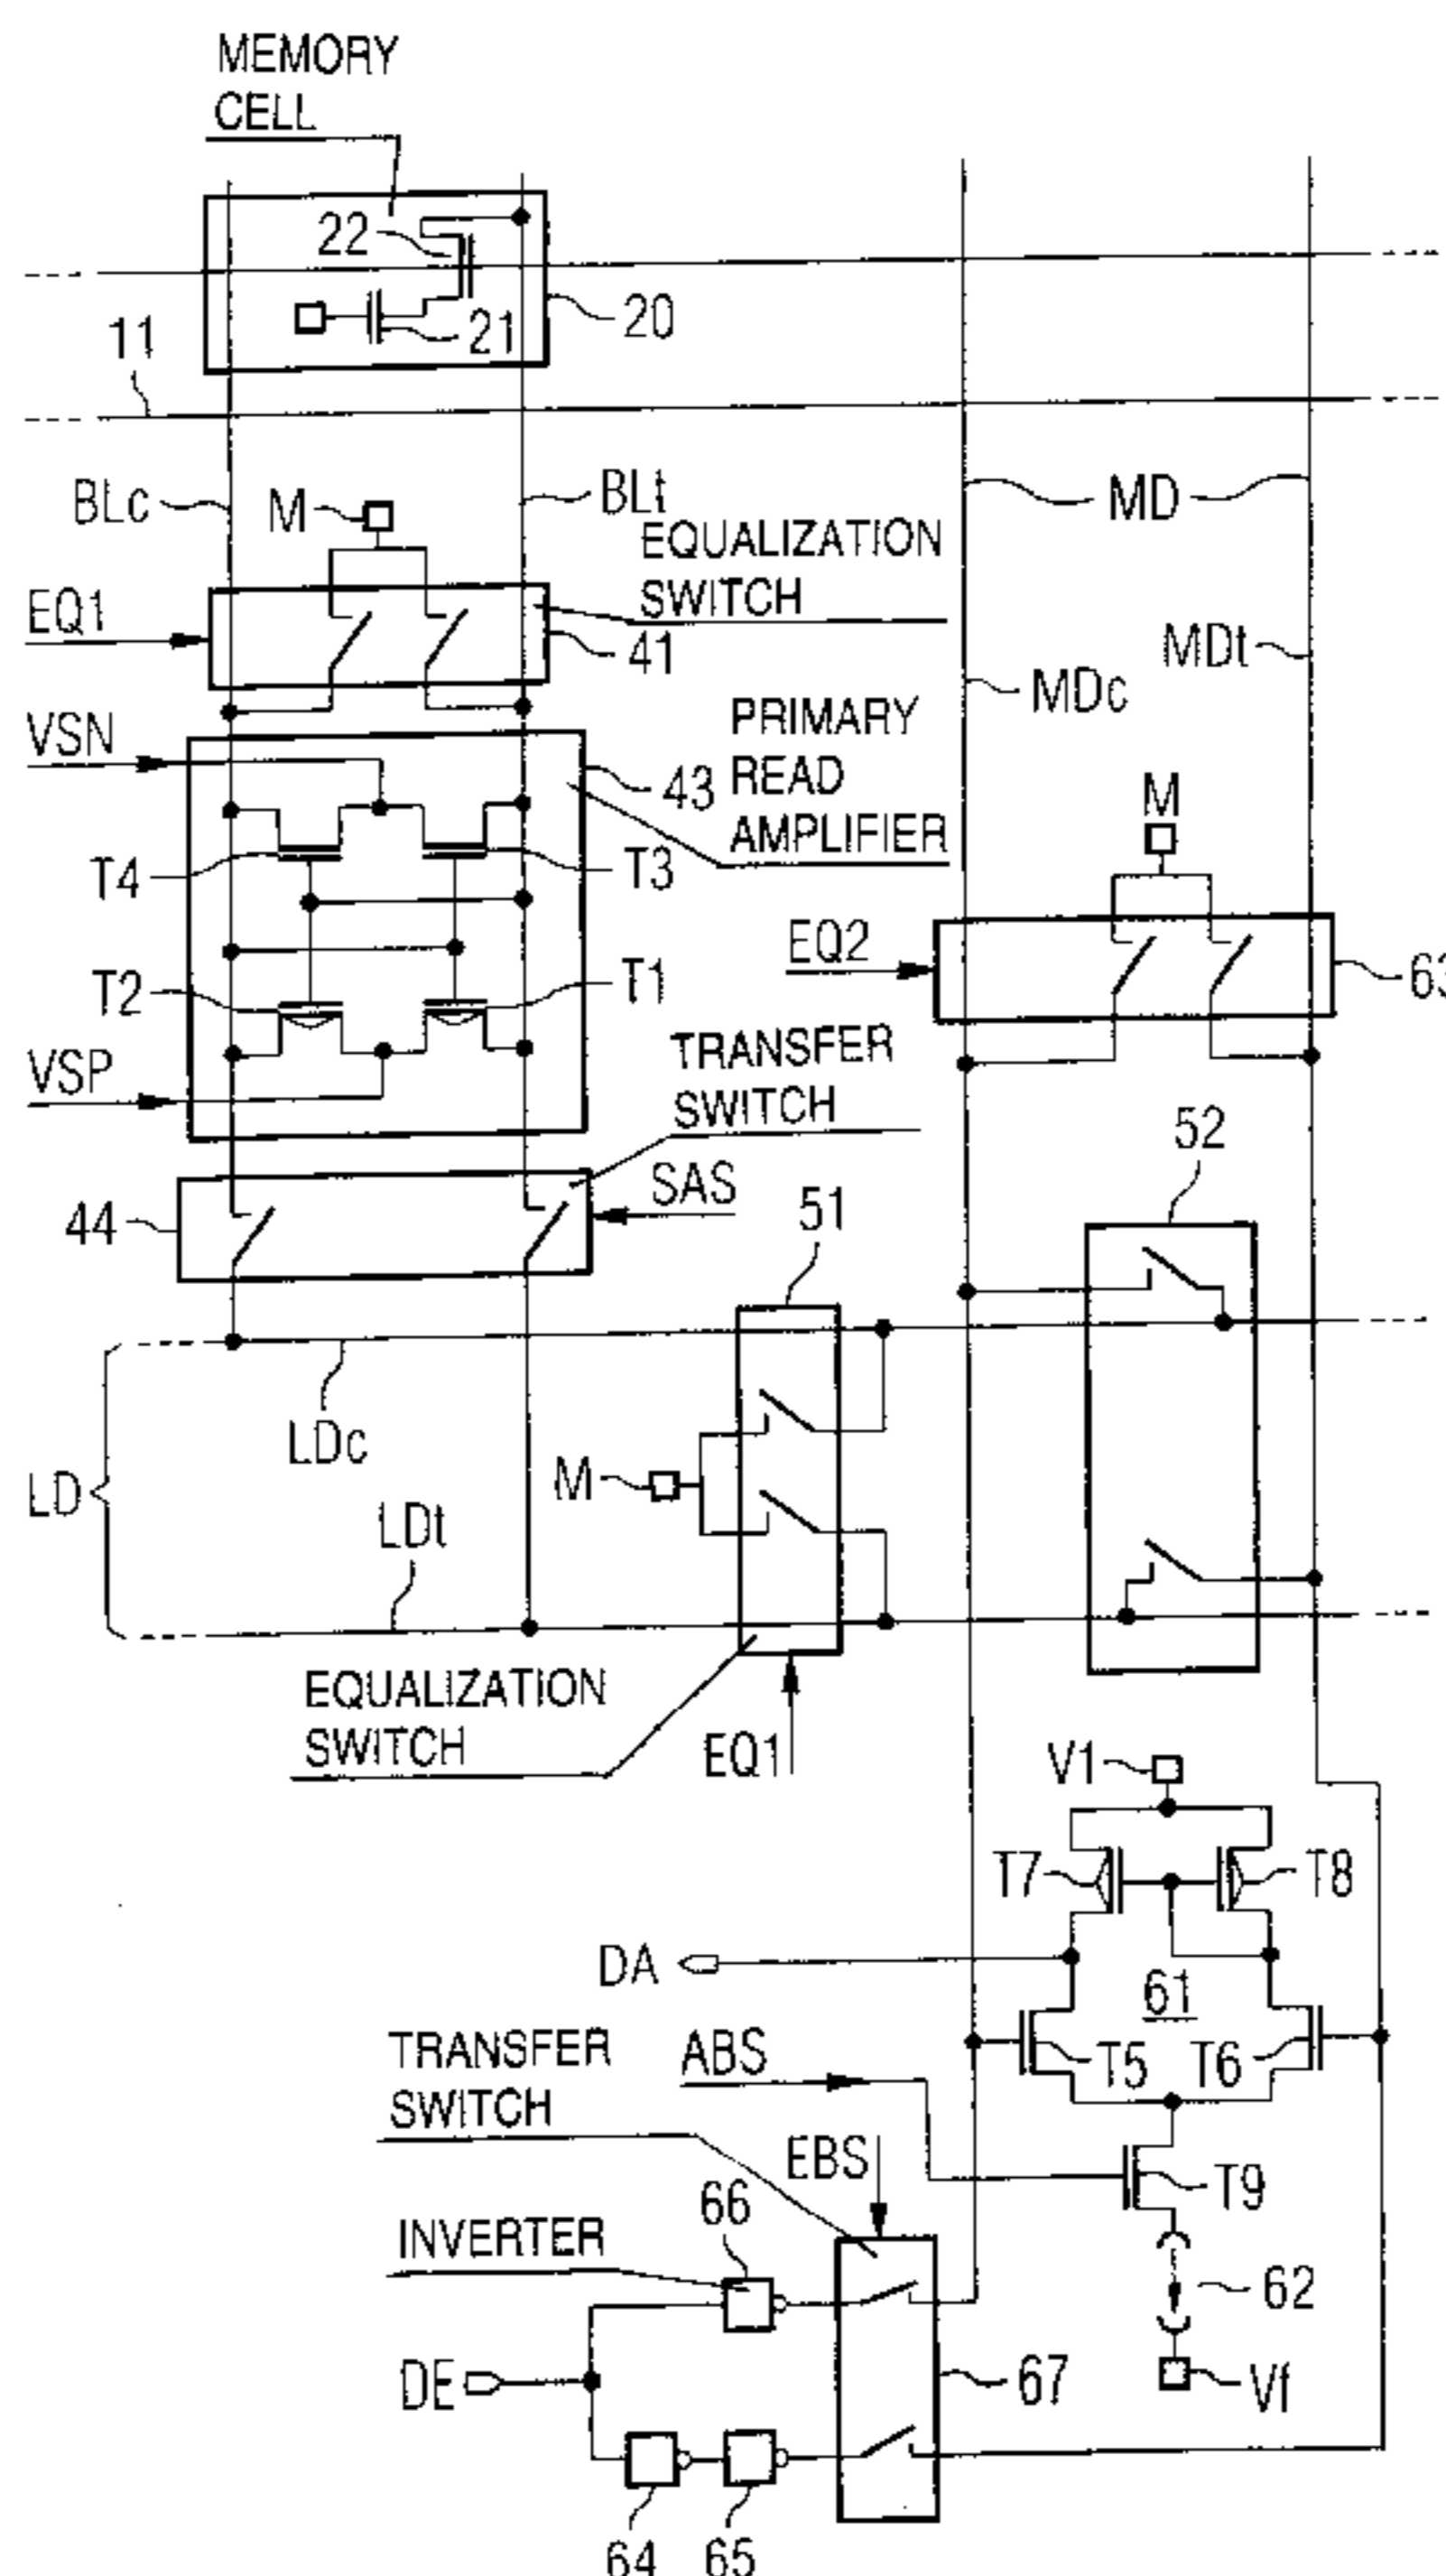 MEMORY
CELL
22
21
20
11
BLc
M
BLt
MD
EQUALIZATION
SWITCH
EQ1
41
MDt
MDc
VSN
PRIMARY
READ
AMPLIFIER
43
M
T4
T3
EQ2
63
T2
T1
VSP
TRANSFER
SWITCH
52
44
SAS
51
LDc
LD
M
LDt
EQUALIZATION
SWITCH
EQ1
V1
T7
T8
DA
61
TRANSFER
SWITCH
ABS
T5
T6
EBS
T9
66
INVERTER
62
DE
67
Vf
64
65